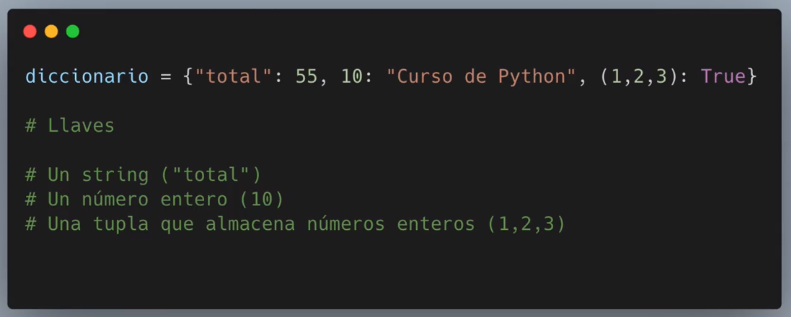 diccionario = {"total": 55, 10: "Curso de Python", (1,2,3): True}
# Llaves
# Un string ("total")
# Un número entero (10)
# Una tupla que almacena números enteros (1,2,3)